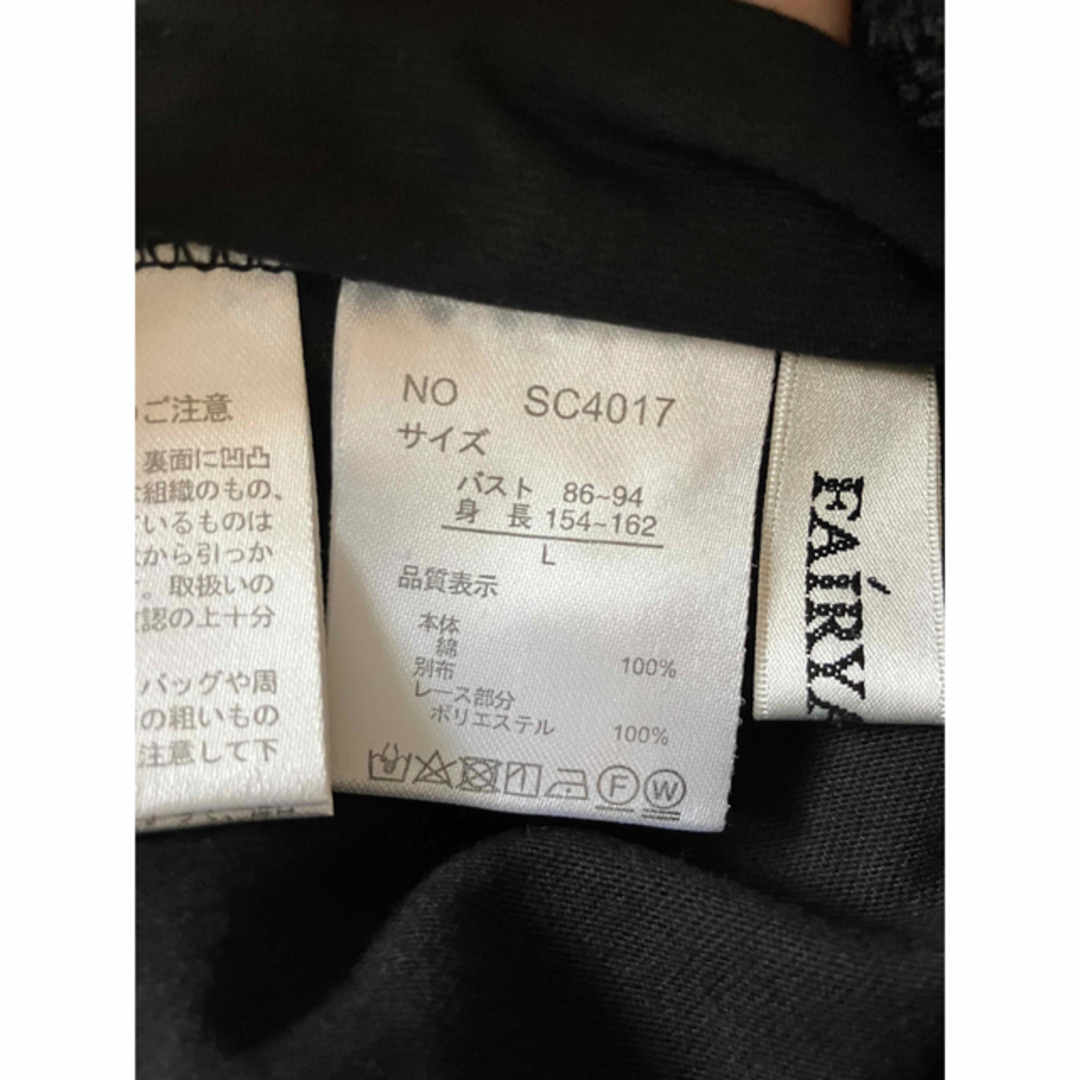 ご注意
裏面に凹凸
組織のもの、
いるものは
から引っか
。取扱いの
認の上十分
バッグや周
の粗いもの
注意して下
NO SC4017
サイズ
バスト 86~94
身 長 154~162
L
品質表示
本体
綿 100%
別布
レース部分
ポリエステル 100%
F W
FAIRY